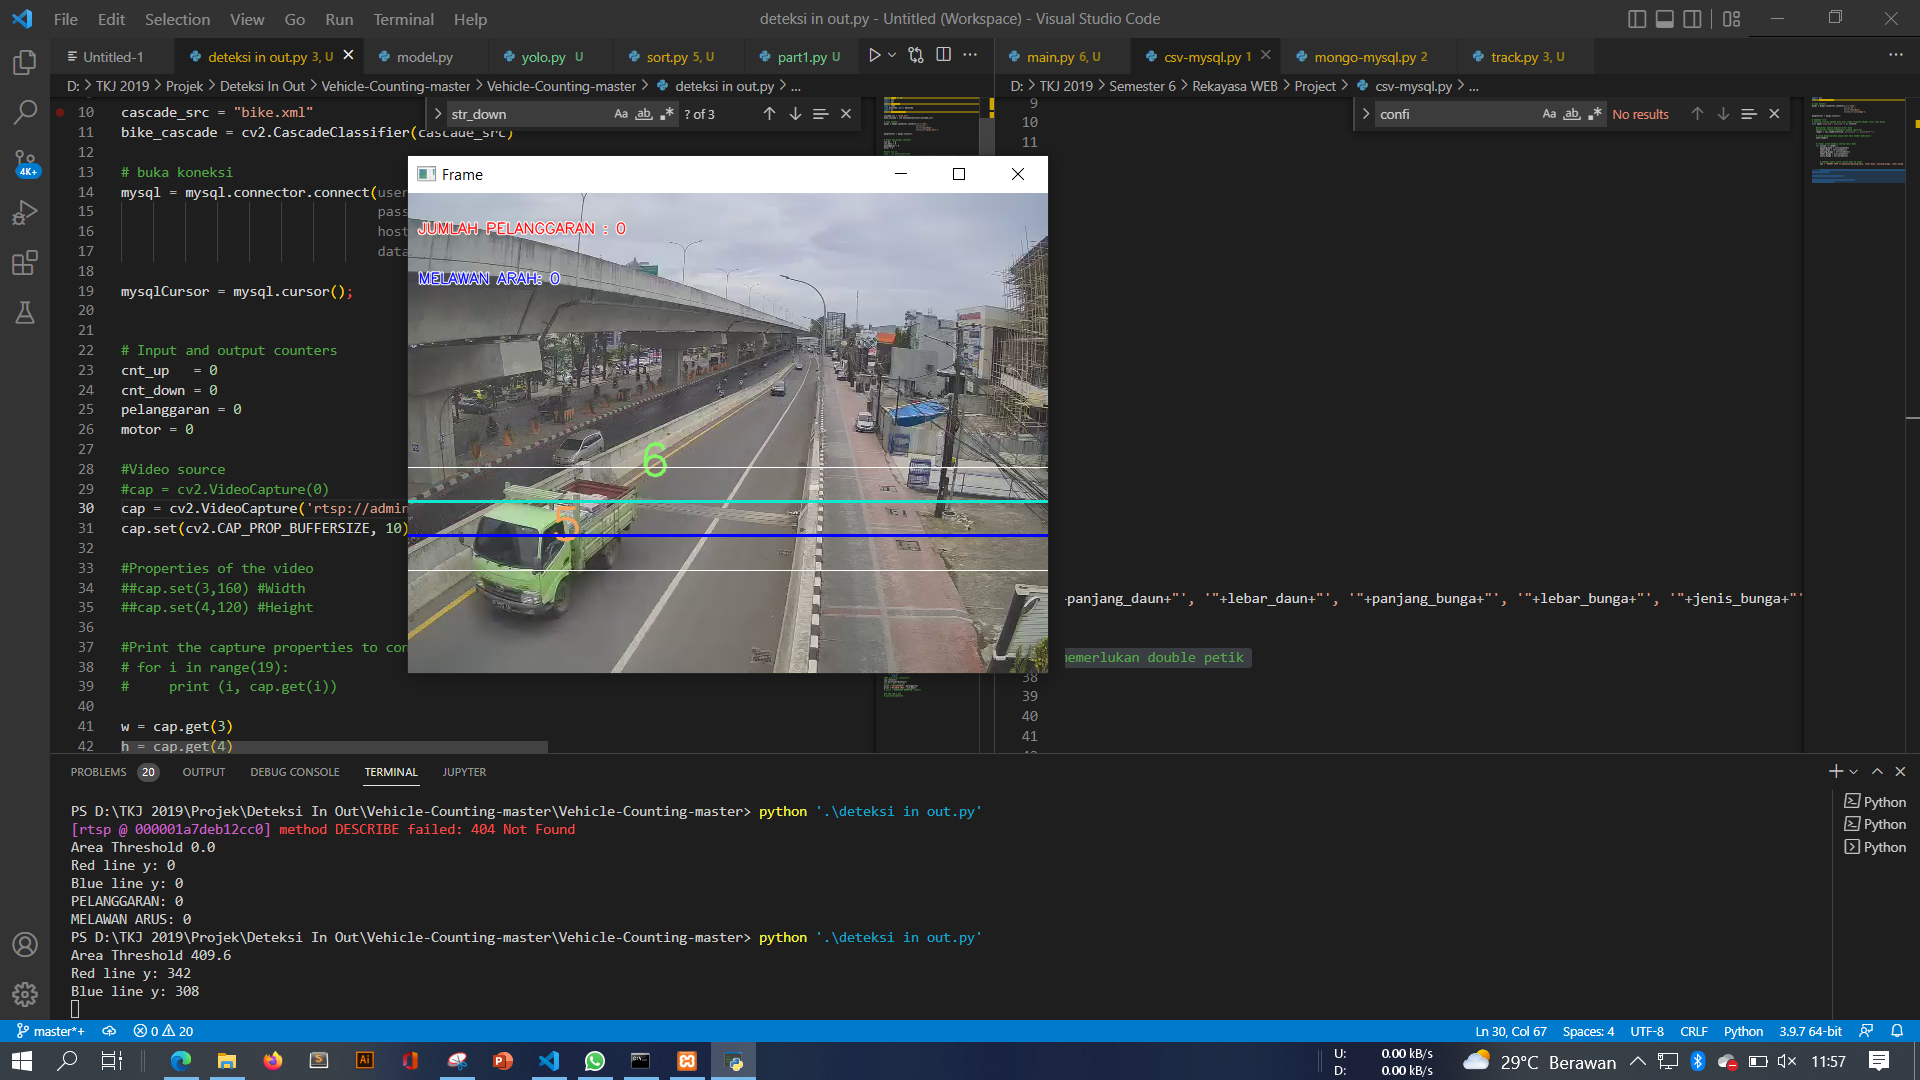 File Edit Selection View Go Run Terminal Help
deteksi in out.py - Untitled (Workspace) - Visual Studio Code
Untitled-1 deteksi in out.py 3, U model.py yolo.py U sort.py 5, U part1.py U
main.py 6, U csv-mysql.py 1 mongo-mysql.py 2 track.py 3, U
D: > TKJ 2019 > Projek > Deteksi In Out > Vehicle-Counting-master > Vehicle-Counting-master > deteksi in out.py > ...
D: > TKJ 2019 > Semester 6 > Rekayasa WEB > Project > csv-mysql.py > ...
str_down Aa ab ? of 3
confi Aa ab No results
10 cascade_src = "bike.xml"
11 bike_cascade = cv2.CascadeClassifier(cascade_src)
12
13 # buka koneksi
14 mysql = mysql.connector.connect(user
15 pass
16 host
17 data
18
19 mysqlCursor = mysql.cursor();
20
21
22 # Input and output counters
23 cnt_up = 0
24 cnt_down = 0
25 pelanggaran = 0
26 motor = 0
27
28 #Video source
29 #cap = cv2.VideoCapture(0)
30 cap = cv2.VideoCapture('rtsp://admin
31 cap.set(cv2.CAP_PROP_BUFFERSIZE, 10)
32
33 #Properties of the video
34 ##cap.set(3,160) #Width
35 ##cap.set(4,120) #Height
36
37 #Print the capture properties to con
38 # for i in range(19):
39 # print (i, cap.get(i))
40
41 w = cap.get(3)
42 h = cap.get(4)
Frame
JUMLAH PELANGGARAN : 0
MELAWAN ARAH: 0
6
5
9
10
11
+panjang_daun+"', '"+lebar_daun+"', '"+panjang_bunga+"', '"+lebar_bunga+"', '"+jenis_bunga+"'
memerlukan double petik
38
39
40
41
PROBLEMS 20 OUTPUT DEBUG CONSOLE TERMINAL JUPYTER
PS D:\TKJ 2019\Projek\Deteksi In Out\Vehicle-Counting-master\Vehicle-Counting-master> python '.\deteksi in out.py'
[rtsp @ 000001a7deb12cc0] method DESCRIBE failed: 404 Not Found
Area Threshold 0.0
Red line y: 0
Blue line y: 0
PELANGGARAN: 0
MELAWAN ARUS: 0
PS D:\TKJ 2019\Projek\Deteksi In Out\Vehicle-Counting-master\Vehicle-Counting-master> python '.\deteksi in out.py'
Area Threshold 409.6
Red line y: 342
Blue line y: 308
Python
Python
Python
4K+
master*+ 0 20
Ln 30, Col 67 Spaces: 4 UTF-8 CRLF Python 3.9.7 64-bit
U: 0.00 kB/s
D: 0.00 kB/s
29°C Berawan 11:57